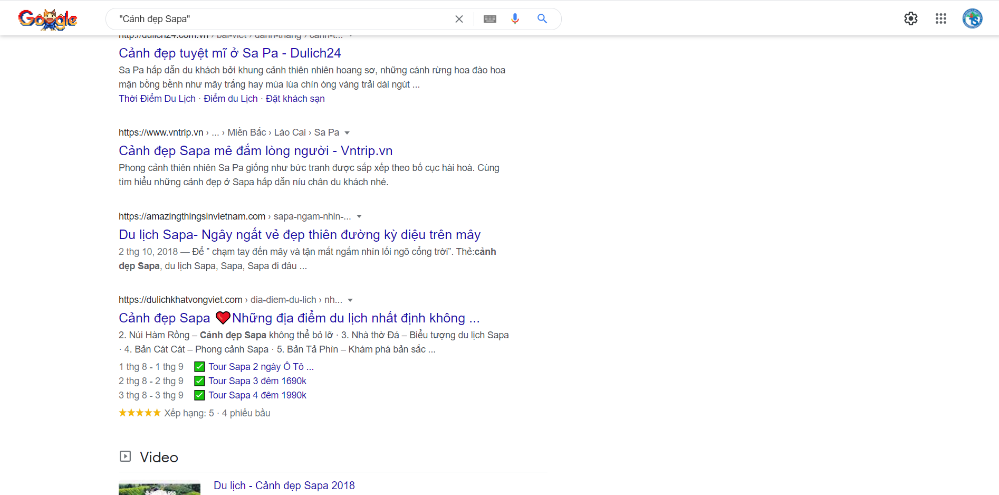 Google
"Cảnh đẹp Sapa"
http://dulich24.com.vn › bai-viet › danh-thang › canh-t...
Cảnh đẹp tuyệt mĩ ở Sa Pa - Dulich24
Sa Pa hấp dẫn du khách bởi khung cảnh thiên nhiên hoang sơ, những cánh rừng hoa đào hoa
mận bồng bềnh như mây trắng hay mùa lúa chín óng vàng trải dài ngút ...
Thời Điểm Du Lịch · Điểm du Lịch · Đặt khách sạn
https://www.vntrip.vn › ... › Miền Bắc › Lào Cai › Sa Pa
Cảnh đẹp Sapa mê đắm lòng người - Vntrip.vn
Phong cảnh thiên nhiên Sa Pa giống như bức tranh được sắp xếp theo bố cục hài hoà. Cùng
tìm hiểu những cảnh đẹp ở Sapa hấp dẫn níu chân du khách nhé.
https://amazingthingsinvietnam.com › sapa-ngam-nhin-...
Du lịch Sapa- Ngây ngất vẻ đẹp thiên đường kỳ diệu trên mây
2 thg 10, 2018 — Để ” chạm tay đến mây và tận mắt ngắm nhìn lối ngõ cổng trời”. Thẻ:cảnh
đẹp Sapa, du lịch Sapa, Sapa, Sapa đi đâu ...
https://dulichkhatvongviet.com › dia-diem-du-lich › nh...
Cảnh đẹp Sapa ❤️Những địa điểm du lịch nhất định không ...
2. Núi Hàm Rồng – Cảnh đẹp Sapa không thể bỏ lỡ · 3. Nhà thờ Đá – Biểu tượng du lịch Sapa
· 4. Bản Cát Cát – Phong cảnh Sapa · 5. Bản Tả Phìn – Khám phá bản sắc ...
1 thg 8 - 1 thg 9 ✅ Tour Sapa 2 ngày Ô Tô ...
2 thg 8 - 2 thg 9 ✅ Tour Sapa 3 đêm 1690k
3 thg 8 - 3 thg 9 ✅ Tour Sapa 4 đêm 1990k
★★★★★ Xếp hạng: 5 · 4 phiếu bầu
Video
Du lịch - Cảnh đẹp Sapa 2018